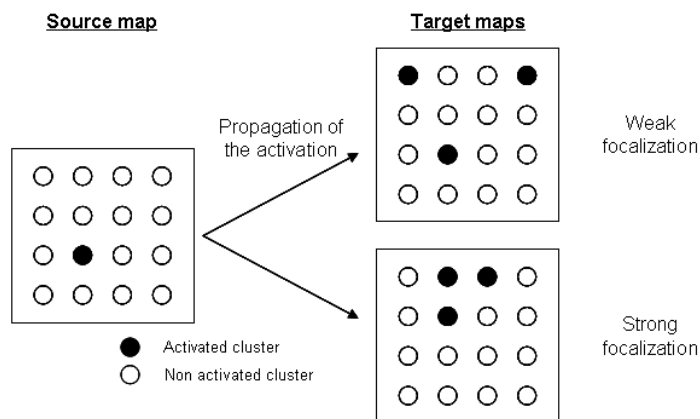 Source map
Target maps
Propagation of
the activation
Weak
focalization
Strong
focalization
Activated cluster
Non activated cluster